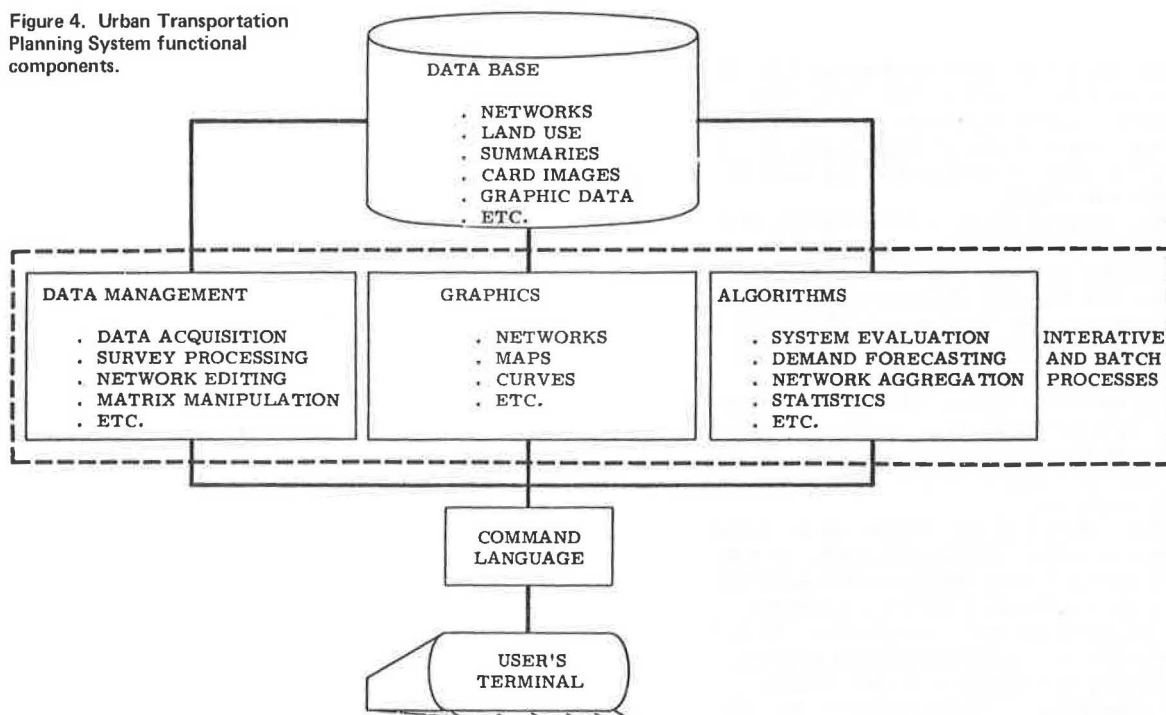 Figure 4. Urban Transportation
Planning System functional
components.
DATA BASE
. NETWORKS
. LAND USE
. SUMMARIES
. CARD IMAGES
. GRAPHIC DATA
. ETC.
DATA MANAGEMENT
. DATA ACQUISITION
. SURVEY PROCESSING
. NETWORK EDITING
. MATRIX MANIPULATION
. ETC.
GRAPHICS
. NETWORKS
. MAPS
. CURVES
. ETC.
ALGORITHMS
. SYSTEM EVALUATION
. DEMAND FORECASTING
. NETWORK AGGREGATION
. STATISTICS
. ETC.
INTERATIVE
AND BATCH
PROCESSES
COMMAND
LANGUAGE
USER'S
TERMINAL